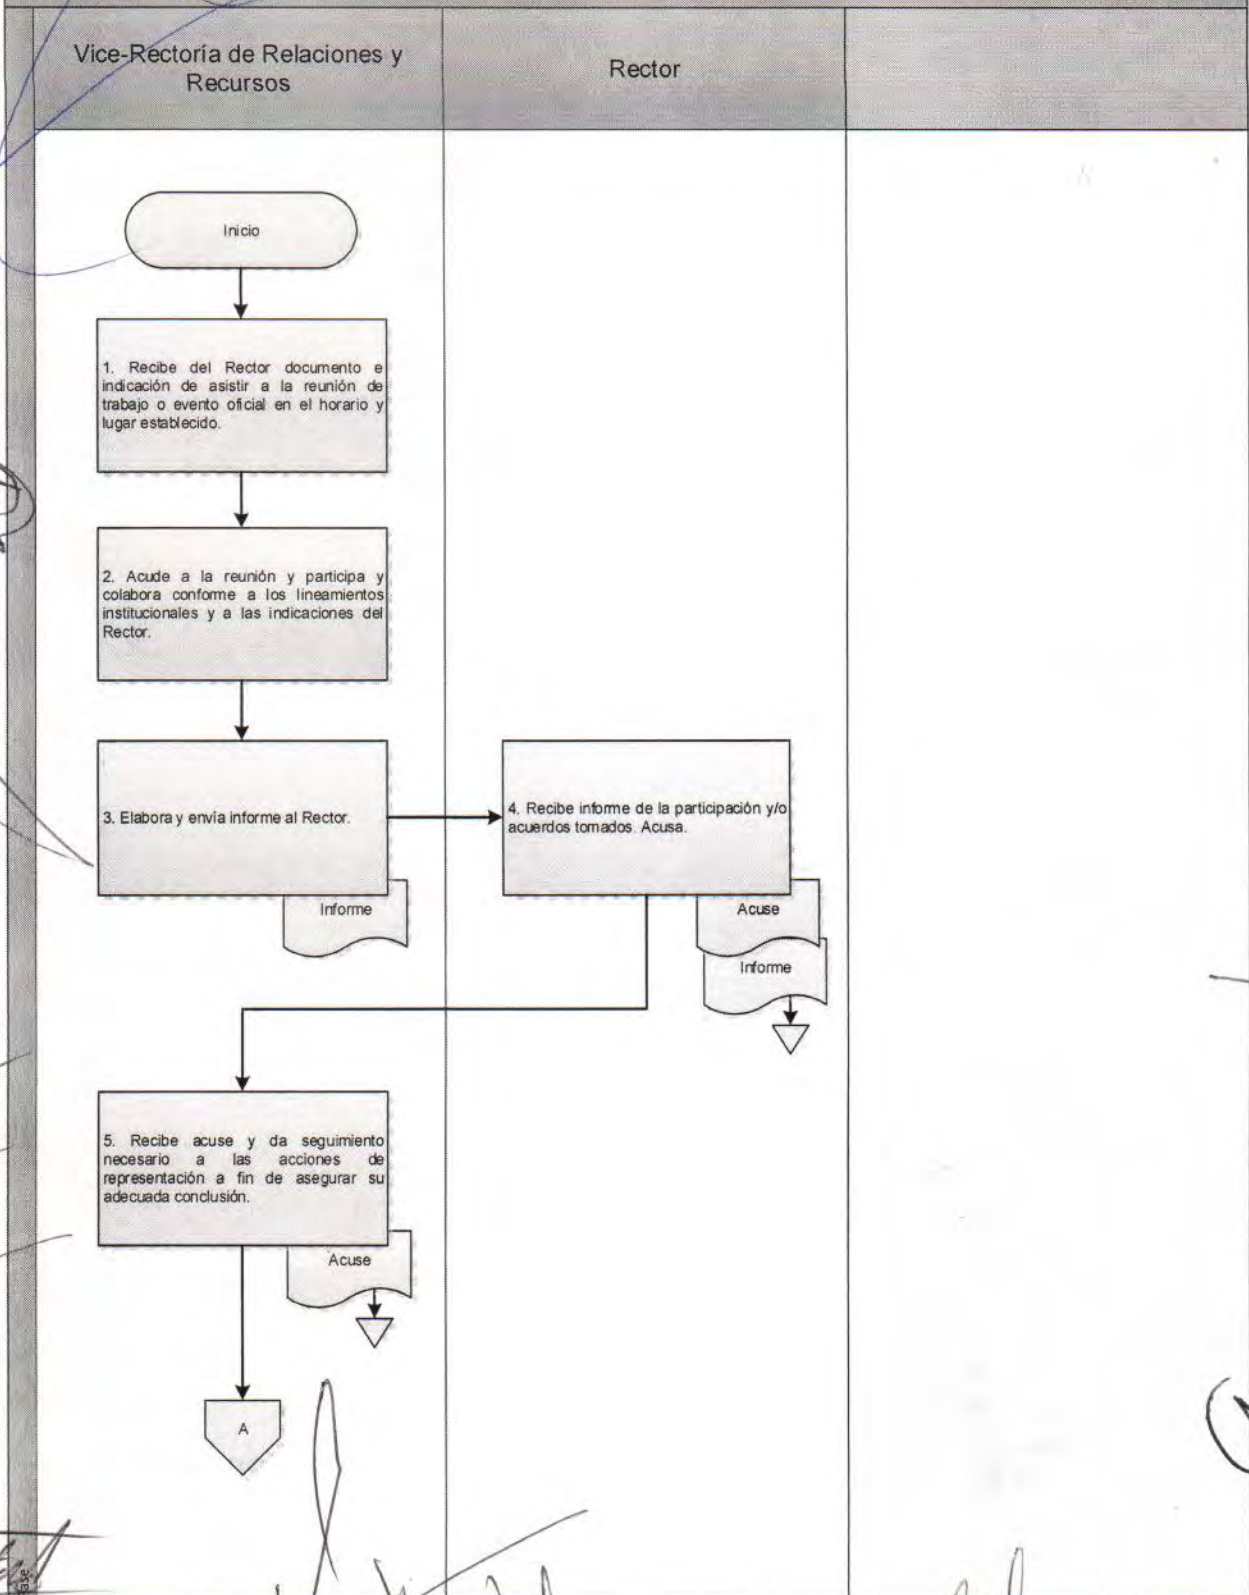 Vice-Rectoría de Relaciones y
Recursos
Rector
Inicio
1. Recibe del Rector documento e
indicación de asistir a la reunión de
trabajo o evento oficial en el horario y
lugar establecido.
2. Acude a la reunión y participa y
colabora conforme a los lineamientos
institucionales y a las indicaciones del
Rector.
3. Elabora y envía informe al Rector.
Informe
4. Recibe informe de la participación y/o
acuerdos tomados. Acusa.
Acuse
Informe
5. Recibe acuse y da seguimiento
necesario a las acciones de
representación a fin de asegurar su
adecuada conclusión.
Acuse
A